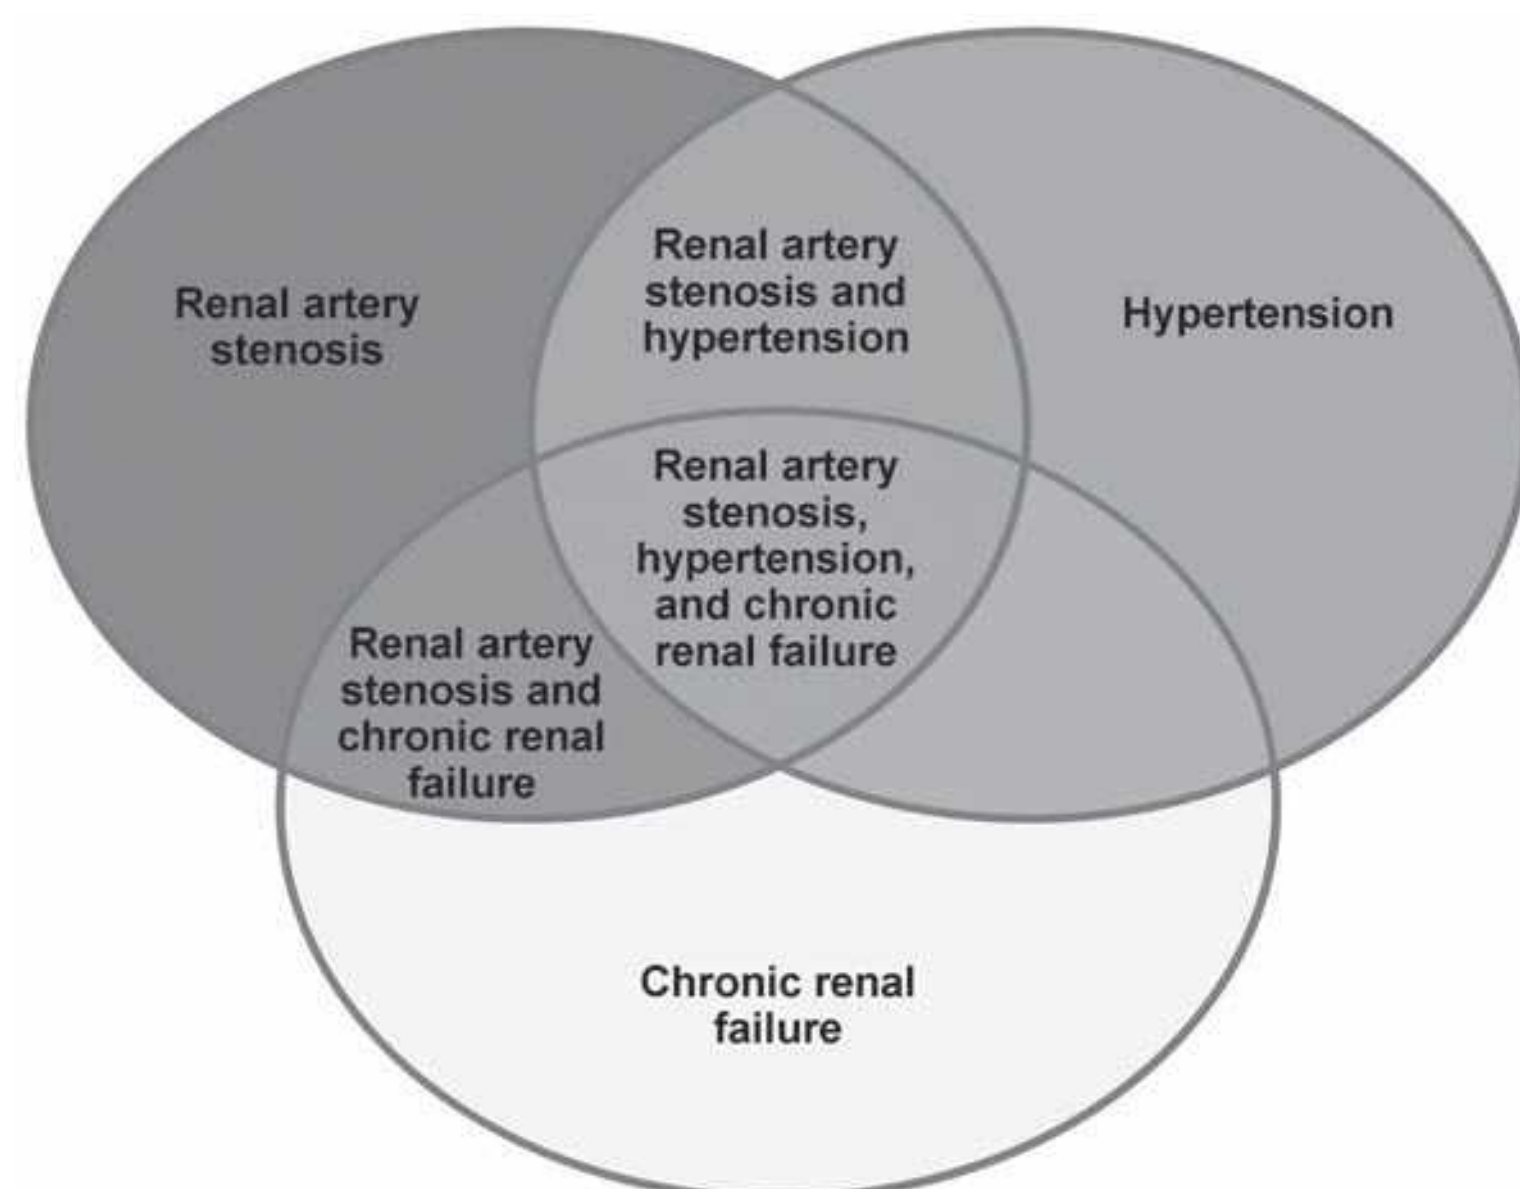 Renal artery
stenosis
Renal artery
stenosis and
hypertension
Hypertension
Renal artery
stenosis,
hypertension,
and chronic
renal failure
Renal artery
stenosis and
chronic renal
failure
Chronic renal
failure